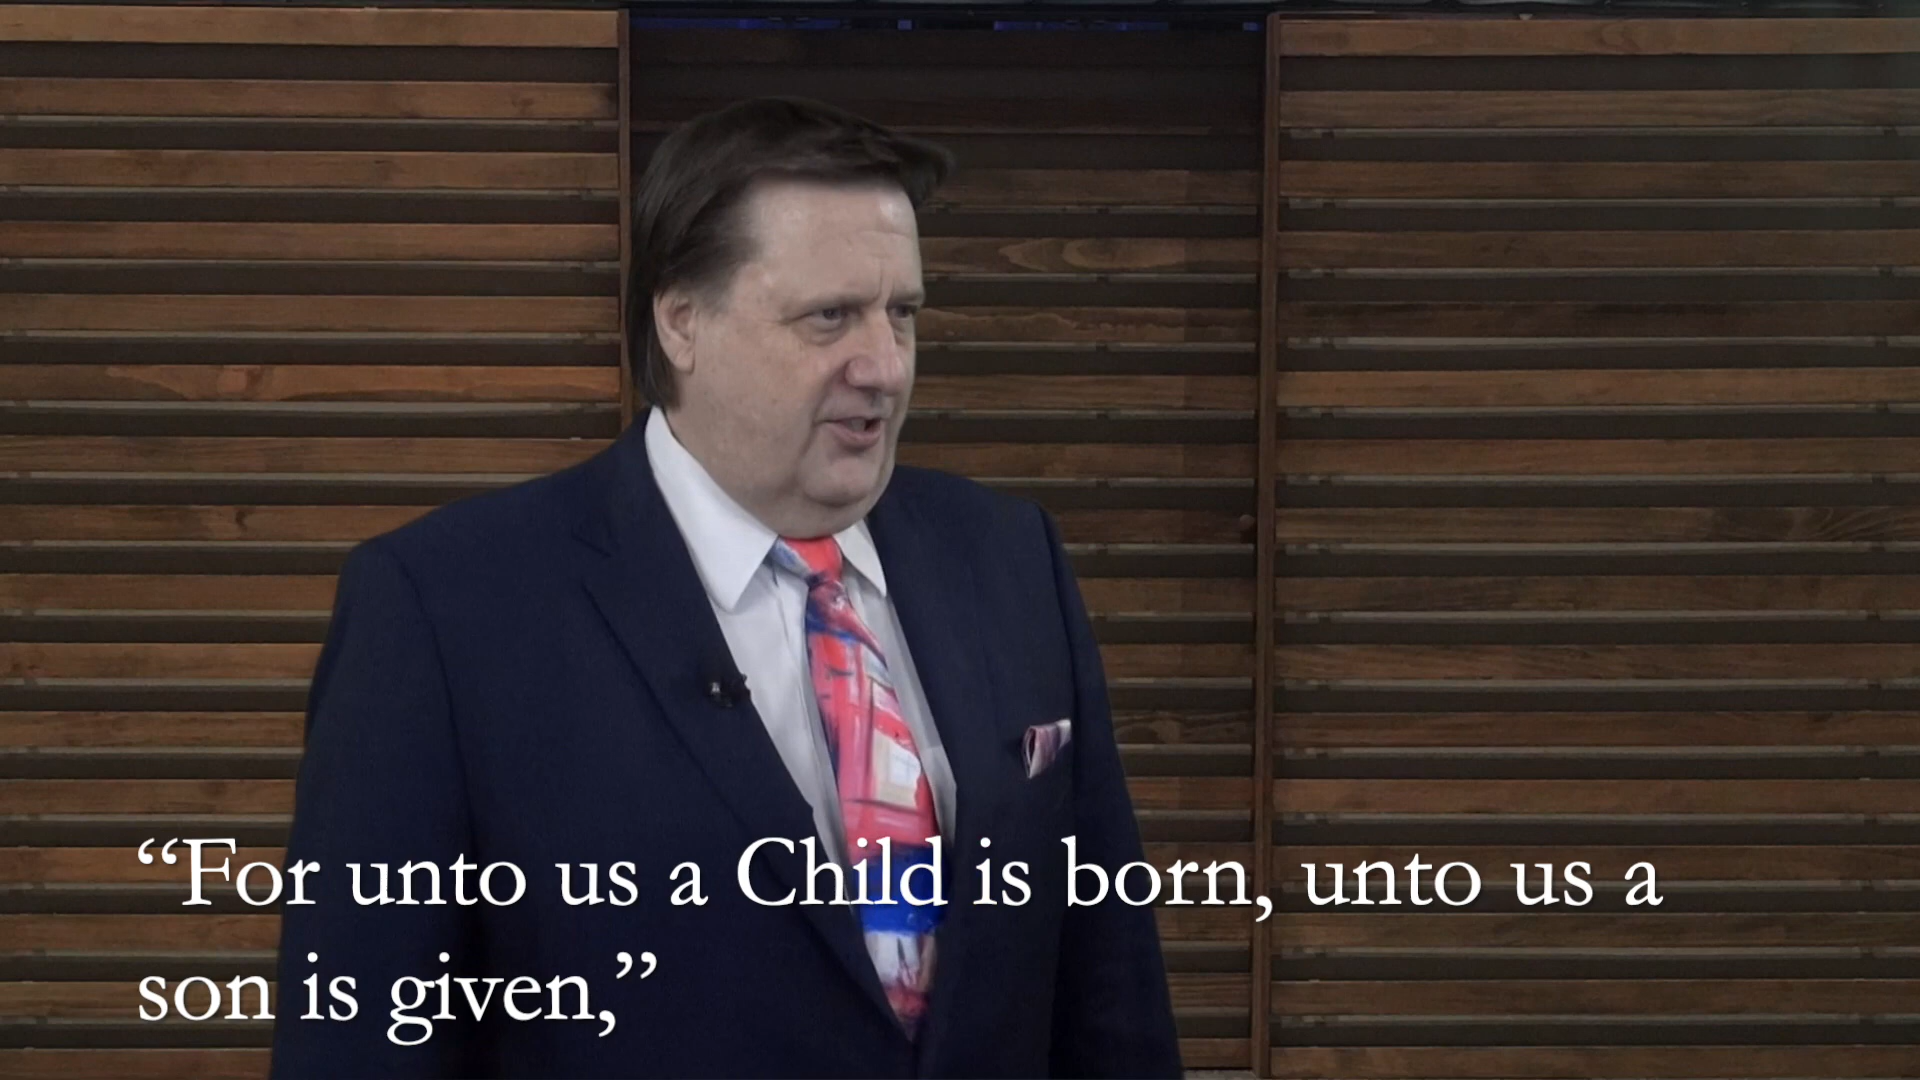 “For unto us a Child is born, unto us a
son is given,”